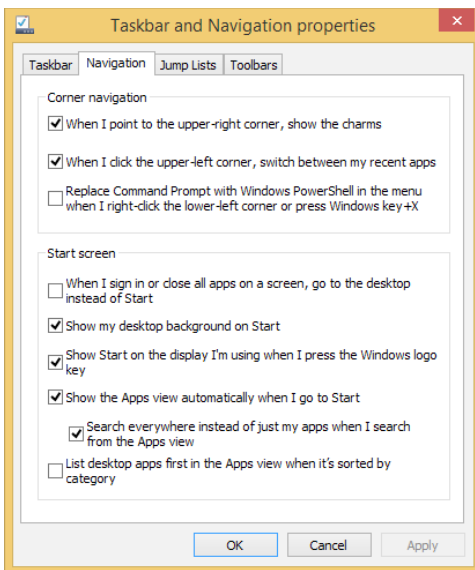 Taskbar and Navigation properties
Taskbar Navigation Jump Lists Toolbars
Corner navigation
When I point to the upper-right corner, show the charms
When I click the upper-left corner, switch between my recent apps
Replace Command Prompt with Windows PowerShell in the menu
when I right-click the lower-left corner or press Windows key+X
Start screen
When I sign in or close all apps on a screen, go to the desktop
instead of Start
Show my desktop background on Start
Show Start on the display I'm using when I press the Windows logo
key
Show the Apps view automatically when I go to Start
Search everywhere instead of just my apps when I search
from the Apps view
List desktop apps first in the Apps view when it's sorted by
category
OK Cancel Apply